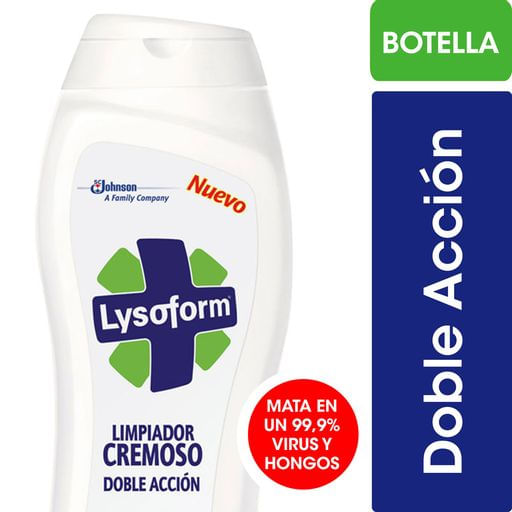 BOTELLA
Doble Acción
SC
Johnson
A Family Company
Nuevo
Lysoform
LIMPIADOR
CREMOSO
DOBLE ACCIÓN
MATA EN
UN 99,9%
VIRUS Y
HONGOS